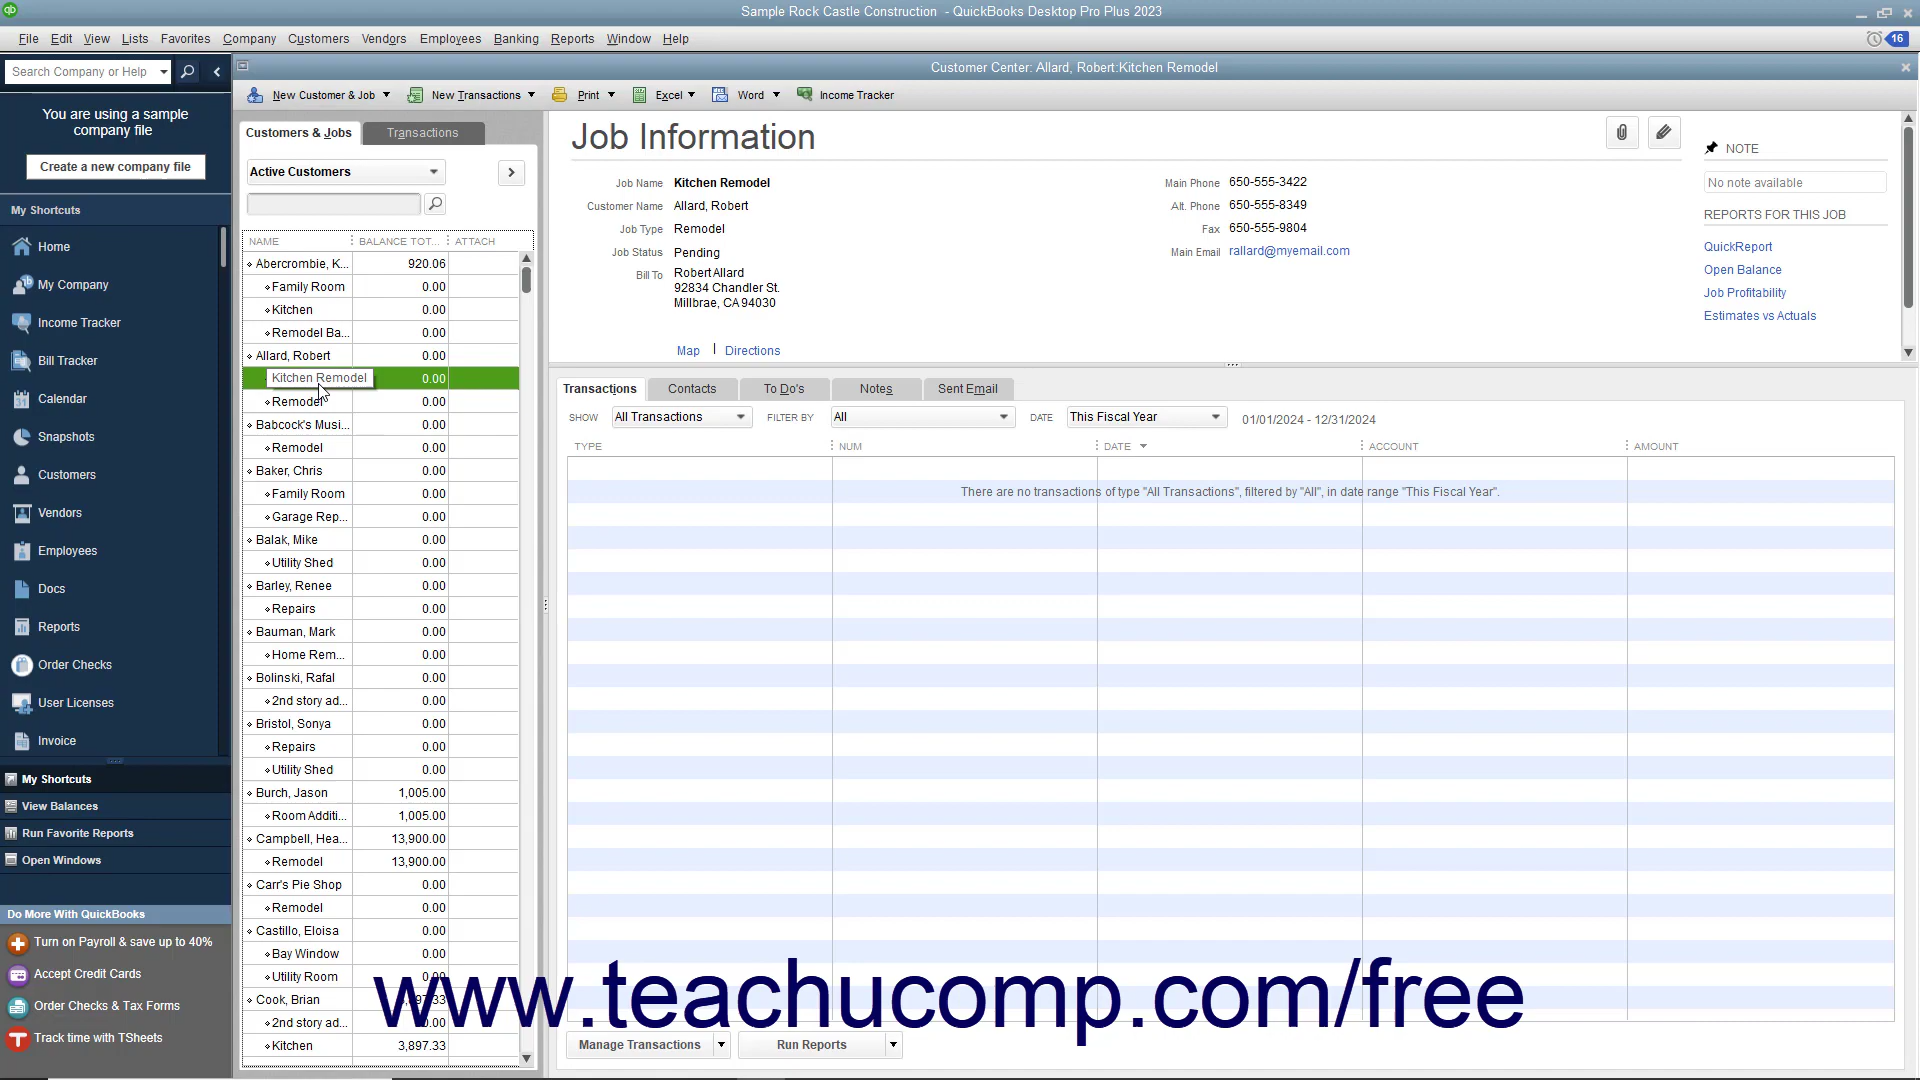 Sample Rock Castle Construction - QuickBooks Desktop Pro Plus 2023
File Edit View Lists Favorites Company Customers Vendors Employees Banking Reports Window Help
16
Search Company or Help
Customer Center: Allard, Robert:Kitchen Remodel
New Customer & Job New Transactions Print Excel Word Income Tracker
You are using a sample
company file
Create a new company file
My Shortcuts
Home
My Company
Income Tracker
Bill Tracker
Calendar
Snapshots
Customers
Vendors
Employees
Docs
Reports
Order Checks
User Licenses
Invoice
My Shortcuts
View Balances
Run Favorite Reports
Open Windows
Do More With QuickBooks
Turn on Payroll & save up to 40%
Accept Credit Cards
Order Checks & Tax Forms
Track time with TSheets
Customers & Jobs Transactions
Active Customers
NAME BALANCE TOT... ATTACH
Abercrombie, K... 920.06
Family Room 0.00
Kitchen 0.00
Remodel Ba... 0.00
Allard, Robert 0.00
Kitchen Remodel 0.00
Remodel 0.00
Babcock's Musi... 0.00
Remodel 0.00
Baker, Chris 0.00
Family Room 0.00
Garage Rep... 0.00
Balak, Mike 0.00
Utility Shed 0.00
Barley, Renee 0.00
Repairs 0.00
Bauman, Mark 0.00
Home Rem... 0.00
Bolinski, Rafal 0.00
2nd story ad... 0.00
Bristol, Sonya 0.00
Repairs 0.00
Utility Shed 0.00
Burch, Jason 1,005.00
Room Additi... 1,005.00
Campbell, Hea... 13,900.00
Remodel 13,900.00
Carr's Pie Shop 0.00
Remodel 0.00
Castillo, Eloisa 0.00
Bay Window 0.00
Utility Room 0.00
Cook, Brian
2nd story ad... 0.00
Kitchen 3,897.33
Job Information
Job Name Kitchen Remodel
Customer Name Allard, Robert
Job Type Remodel
Job Status Pending
Bill To Robert Allard
92834 Chandler St.
Millbrae, CA 94030
Map | Directions
Main Phone 650-555-3422
Alt. Phone 650-555-8349
Fax 650-555-9804
Main Email rallard@myemail.com
NOTE
No note available
REPORTS FOR THIS JOB
QuickReport
Open Balance
Job Profitability
Estimates vs Actuals
Transactions Contacts To Do's Notes Sent Email
SHOW All Transactions FILTER BY All DATE This Fiscal Year 01/01/2024 - 12/31/2024
TYPE NUM DATE ACCOUNT AMOUNT
There are no transactions of type "All Transactions", filtered by "All", in date range "This Fiscal Year".
www.teachucomp.com/free
Manage Transactions Run Reports